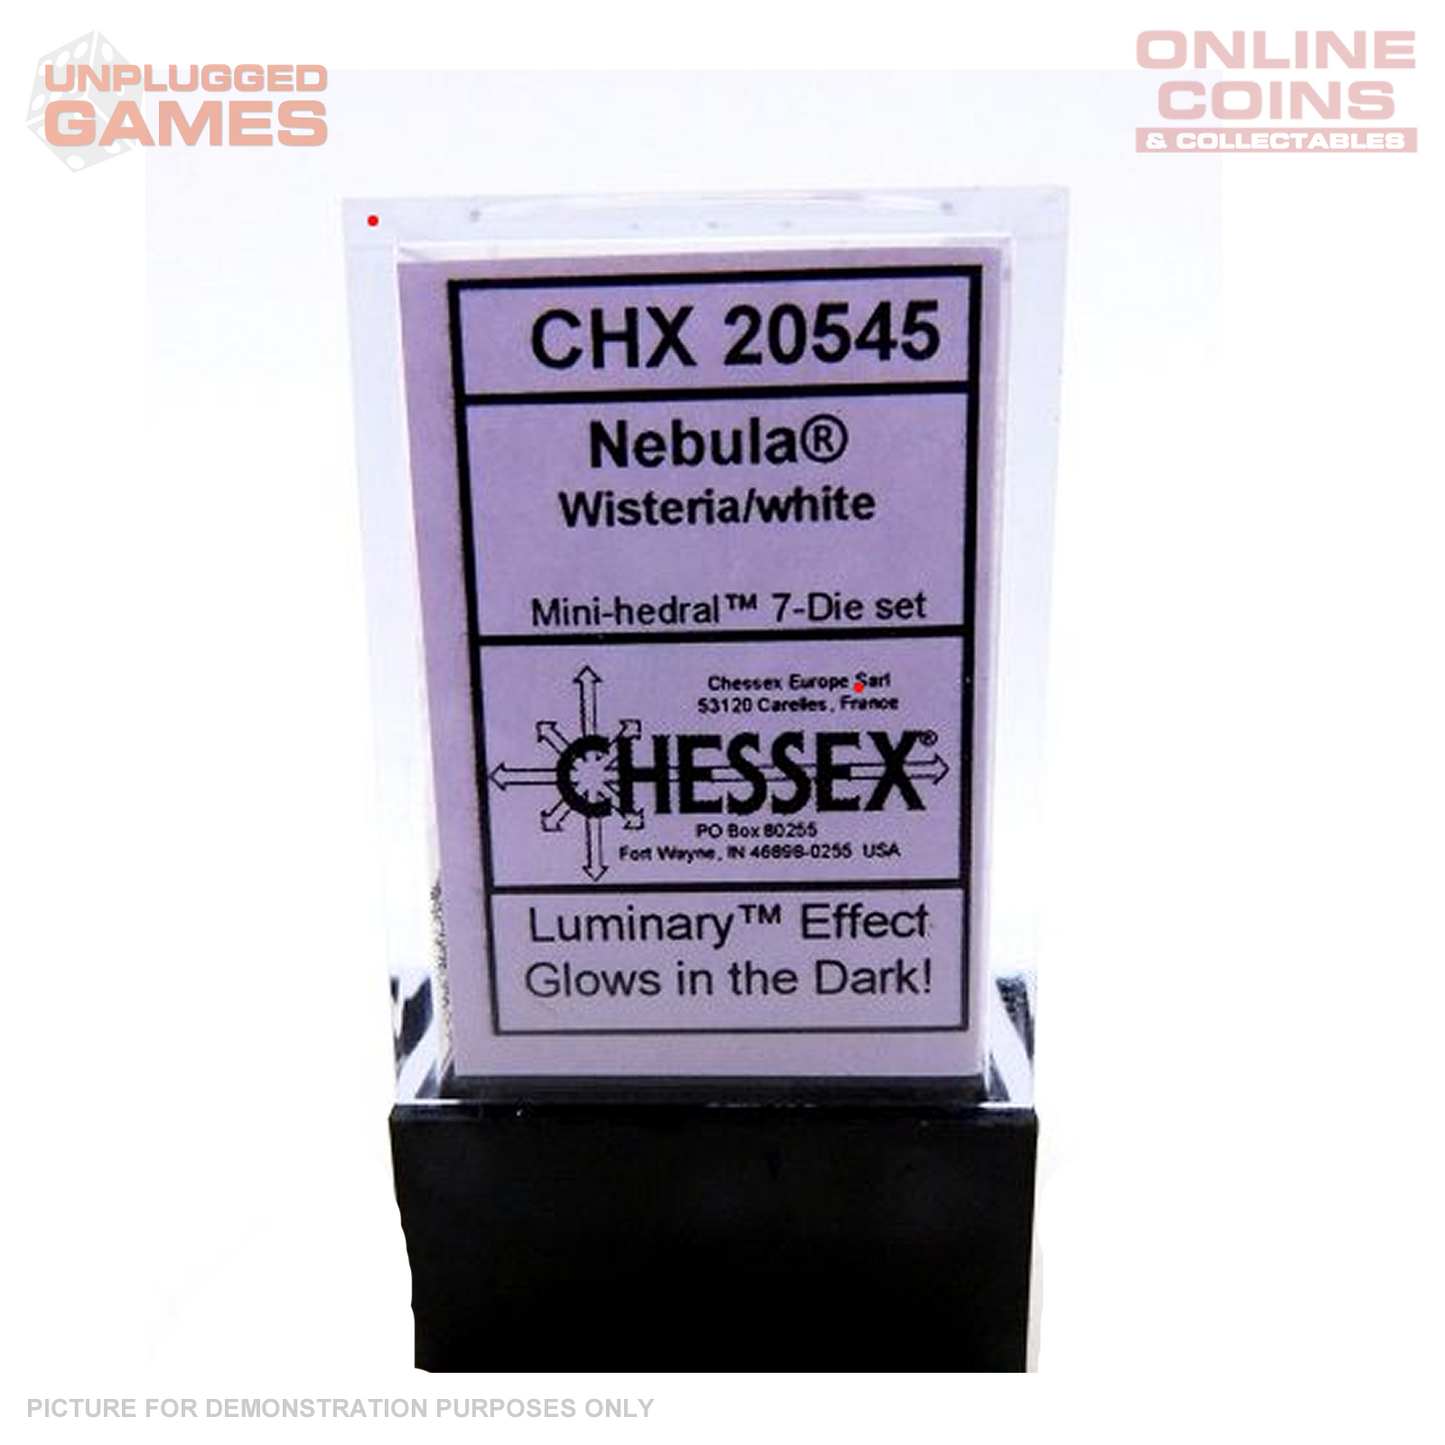 UNPLUGGED
GAMES
ONLINE
COINS
& COLLECTABLES
CHX 20545
Nebula®
Wisteria/white
Mini-hedral™ 7-Die set
Chessex Europe Sarl
53120 Carelles, France
CHESSEX®
PO Box 80255
Fort Wayne, IN 46898-0255 USA
Luminary™ Effect
Glows in the Dark!
PICTURE FOR DEMONSTRATION PURPOSES ONLY